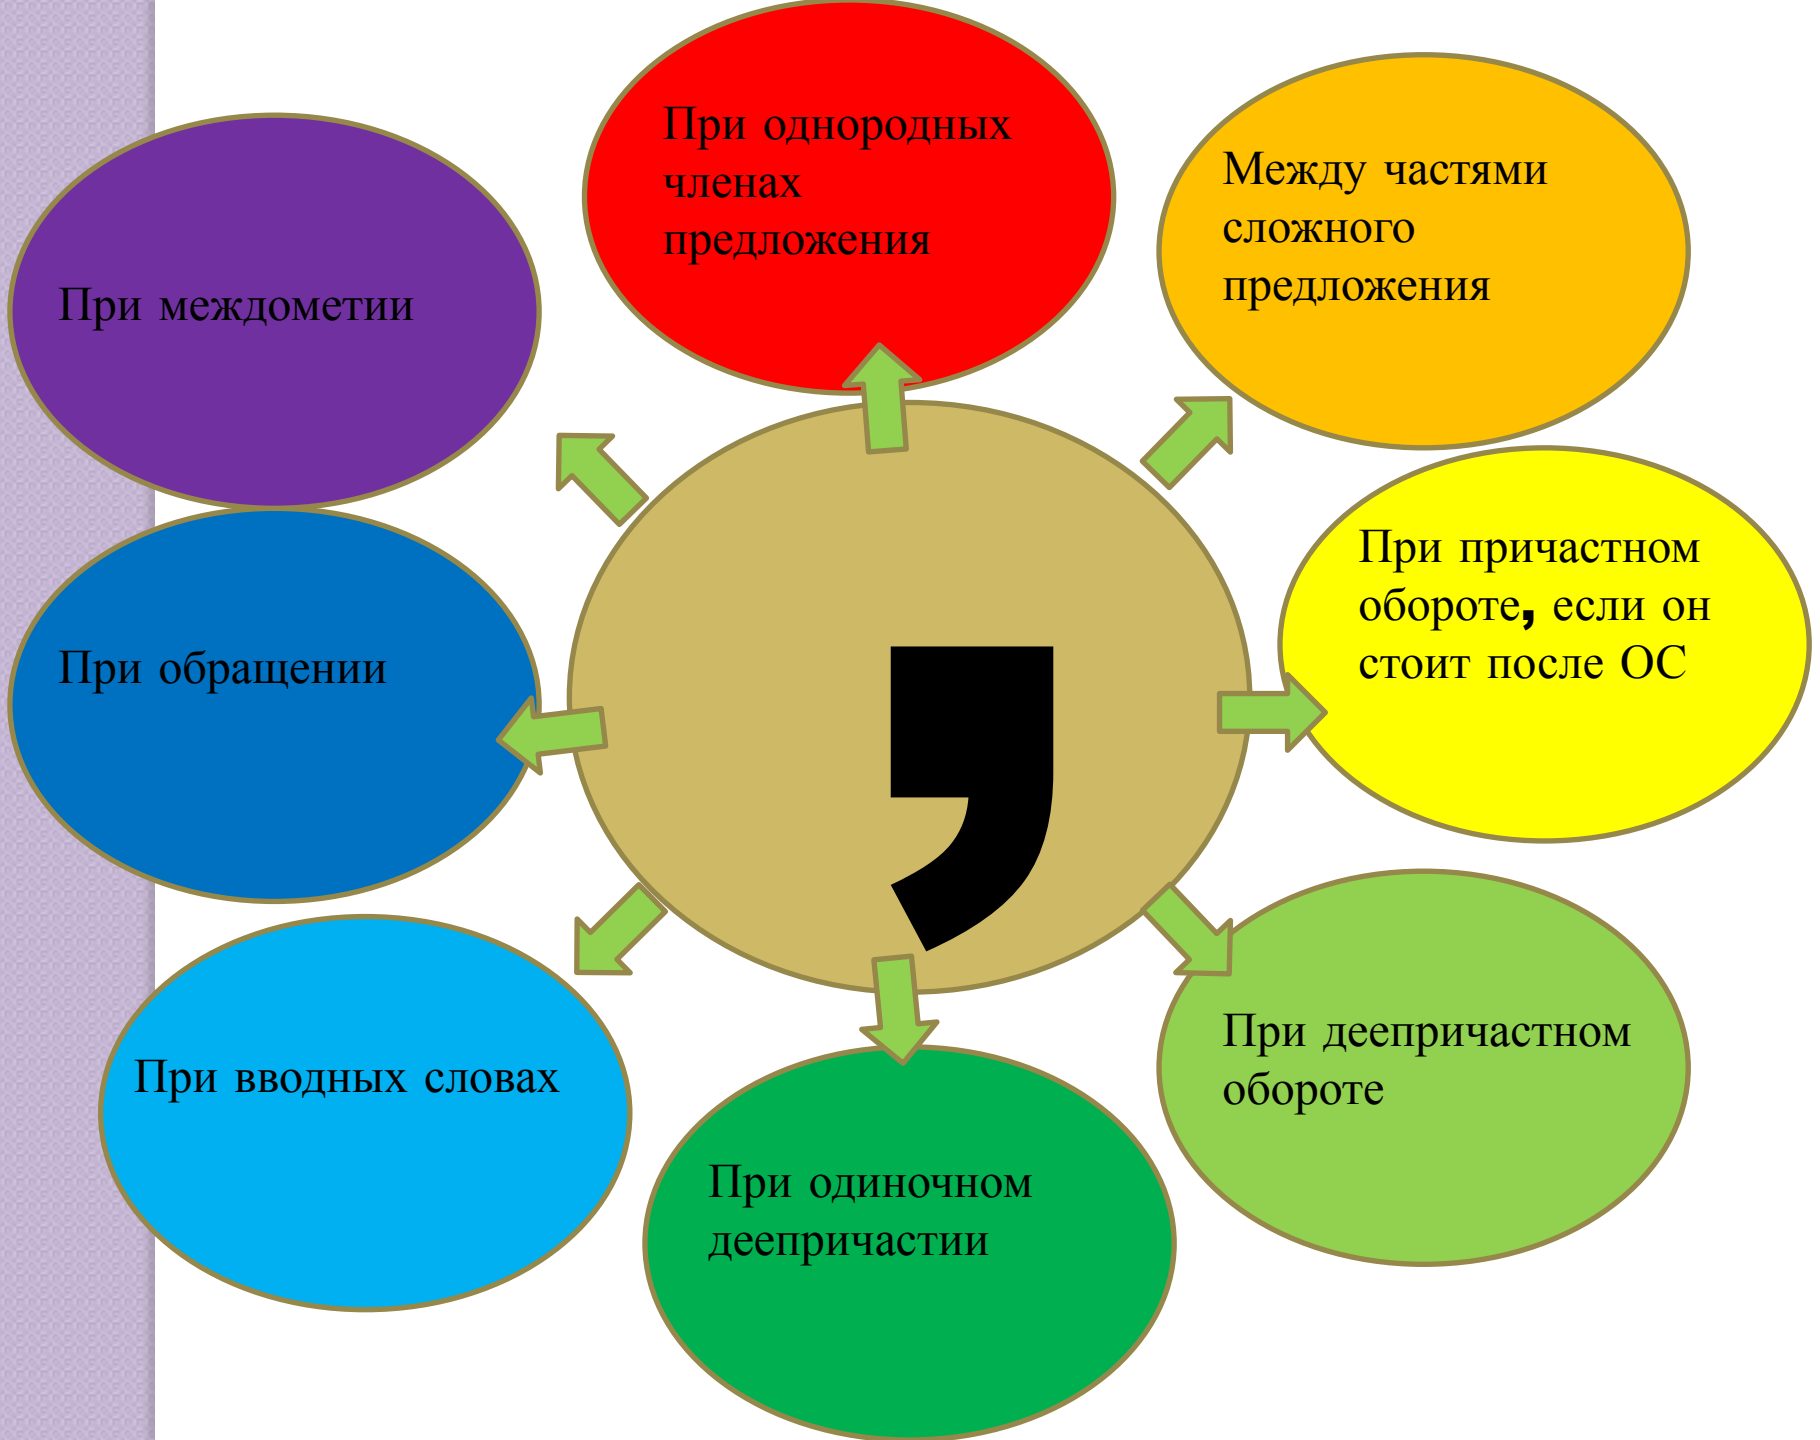 При однородных
членах
предложения
Между частями
сложного
предложения
При междометии
При причастном
обороте, если он
стоит после ОС
При обращении
,
При деепричастном
обороте
При вводных словах
При одиночном
деепричастии